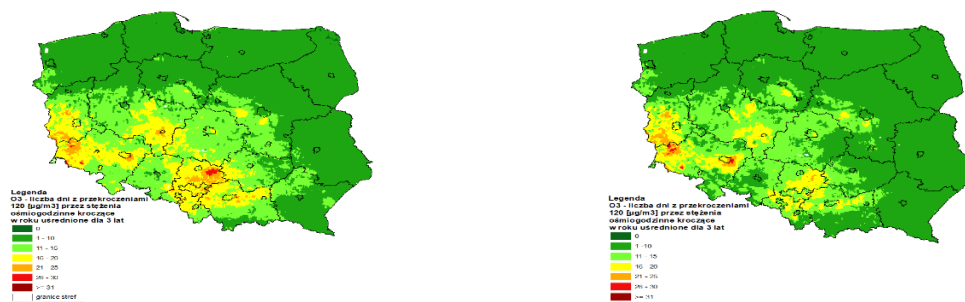 Legenda
O3 - liczba dni z przekroczeniami
120 [µg/m3] przez stężenia
ośmiogodzinne kroczące
w roku uśrednione dla 3 lat
0
1 - 10
11 - 15
16 - 20
21 - 25
26 - 30
>= 31
granice stref
Legenda
O3 - liczba dni z przekroczeniami
120 [µg/m3] przez stężenia
ośmiogodzinne kroczące
w roku uśrednione dla 3 lat
0
1 - 10
11 - 15
16 - 20
21 - 25
26 - 30
>= 31